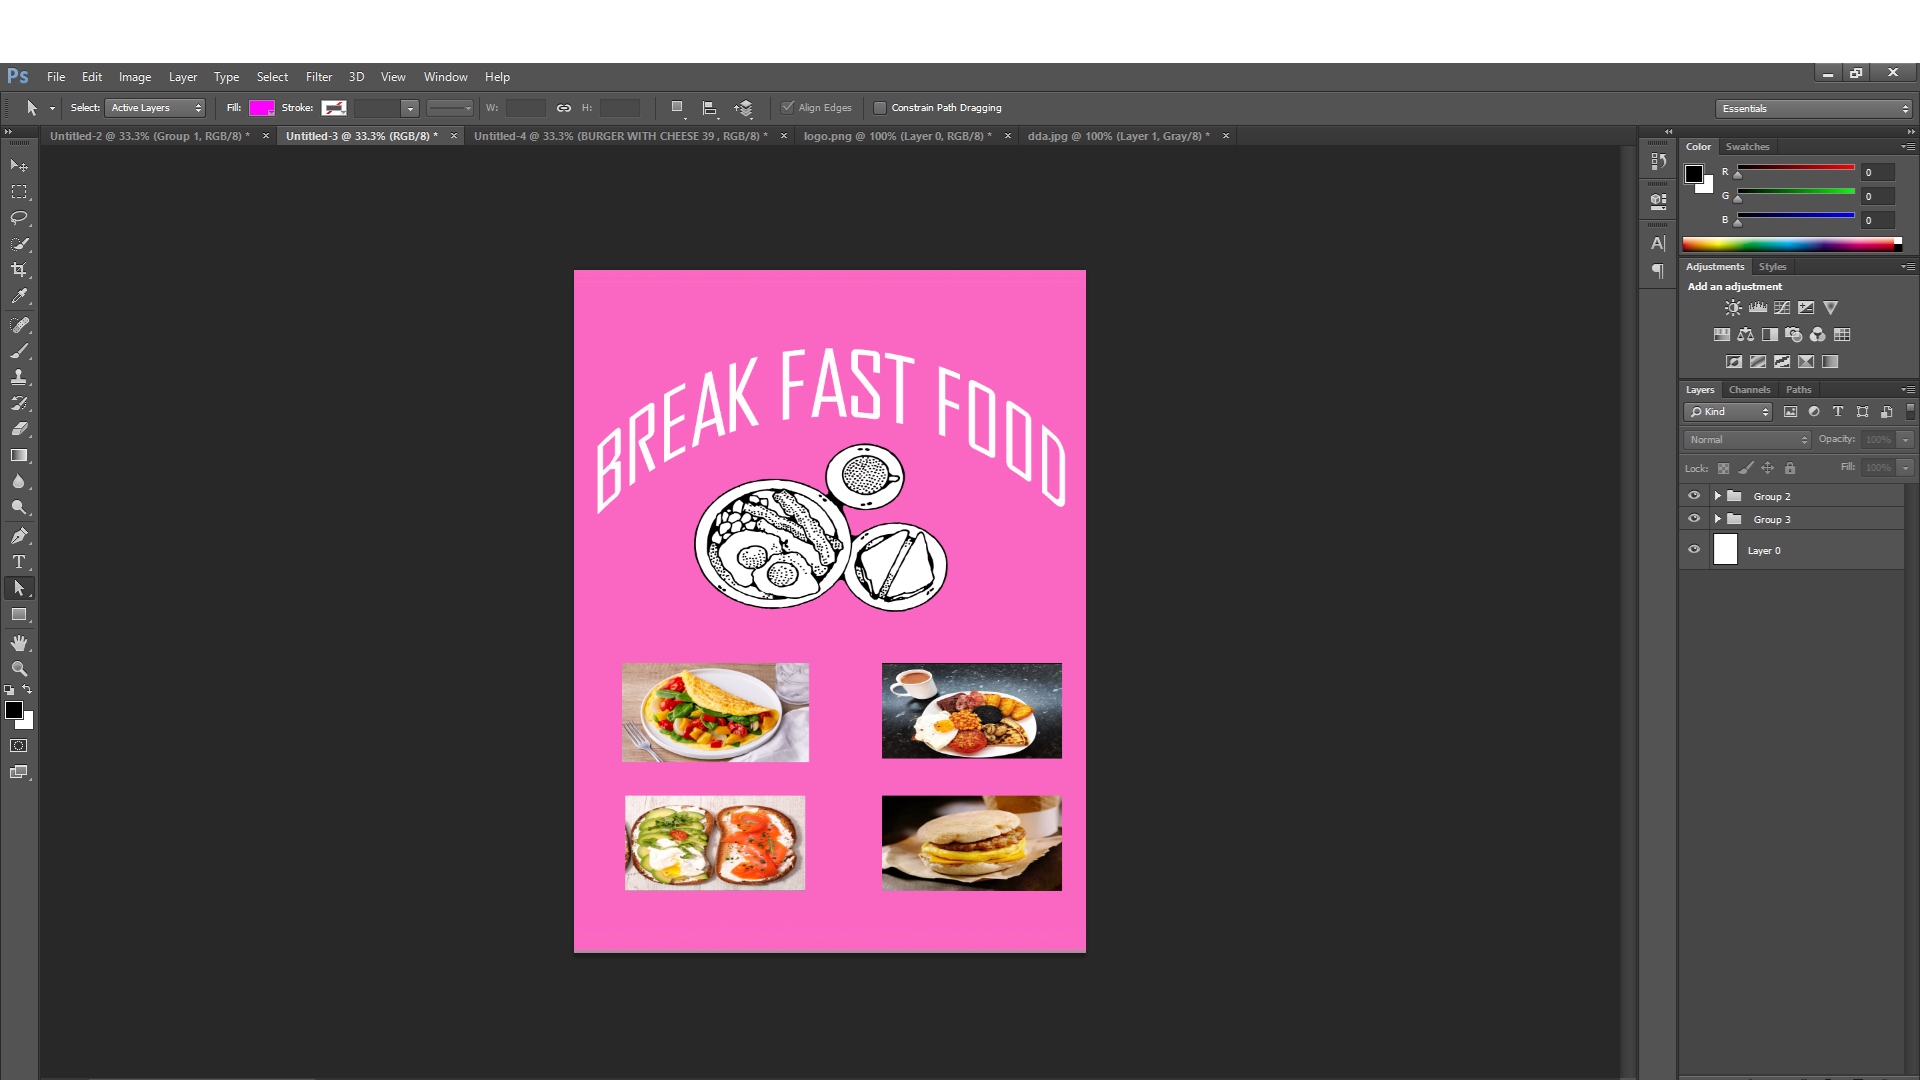 Ps File Edit Image Layer Type Select Filter 3D View Window Help
Select: Active Layers Fill: Stroke: W: H: Align Edges Constrain Path Dragging Essentials
Untitled-2 @ 33.3% (Group 1, RGB/8) * × Untitled-3 @ 33.3% (RGB/8) * × Untitled-4 @ 33.3% (BURGER WITH CHEESE 39 , RGB/8) * × logo.png @ 100% (Layer 0, RGB/8) * × dda.jpg @ 100% (Layer 1, Gray/8) * ×
Color Swatches
R 0
G 0
B 0
Adjustments Styles
Add an adjustment
Layers Channels Paths
Kind
Normal Opacity: 100%
Lock: Fill: 100%
Group 2
Group 3
Layer 0
BREAK FAST FOOD